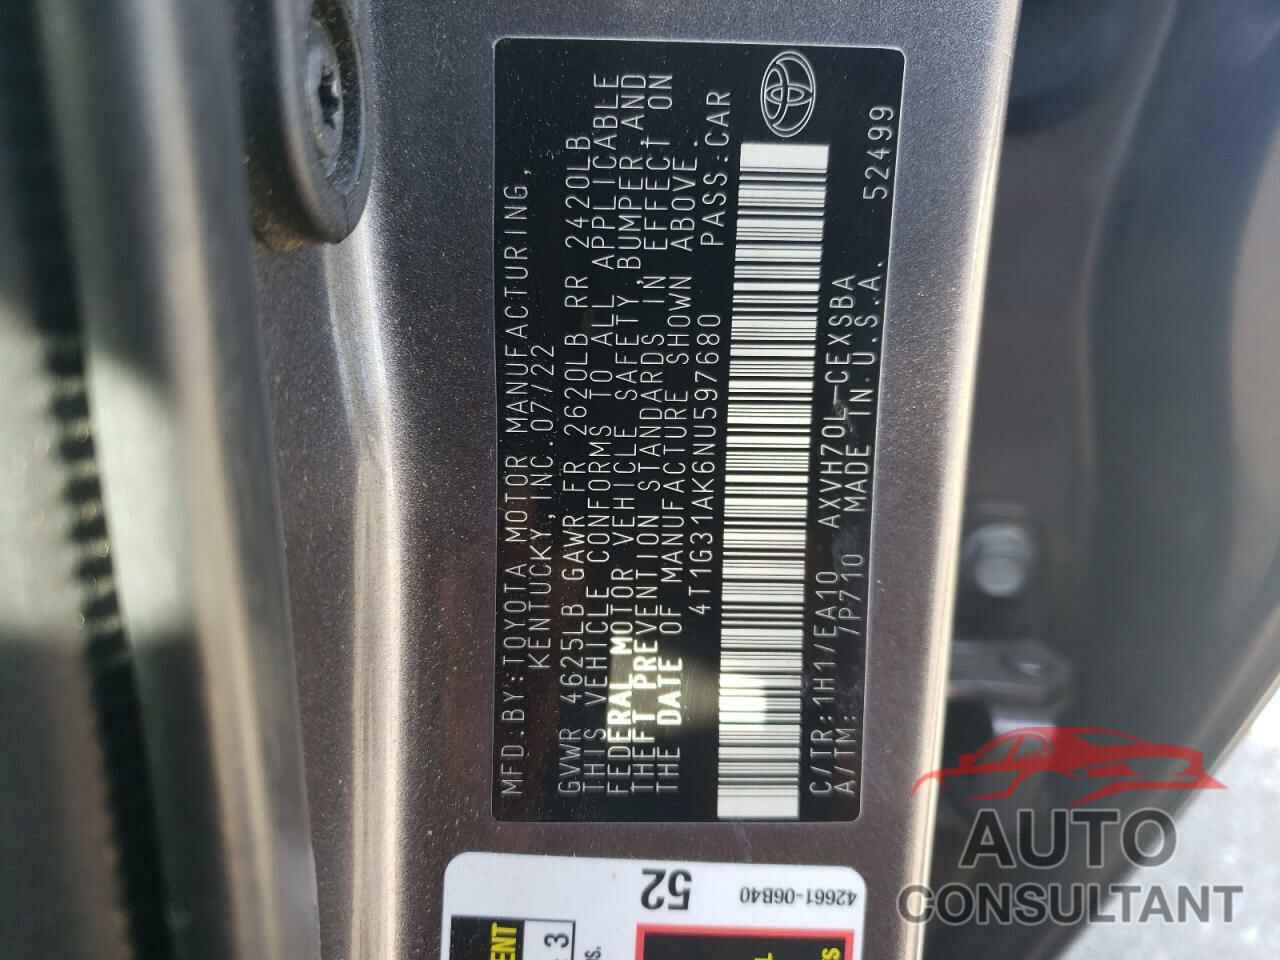 MFD.BY:TOYOTA MOTOR MANUFACTURING,
KENTUCKY,INC. 07/22
GVWR 4625LB GAWR FR 2620LB RR 2420LB
THIS VEHICLE CONFORMS TO ALL APPLICABLE
FEDERAL MOTOR VEHICLE SAFETY,BUMPER,AND
THEFT PREVENTION STANDARDS IN EFFECT ON
THE DATE OF MANUFACTURE SHOWN ABOVE.
4T1G31AK6NU597680 PASS.CAR
C/TR:1H1/EA10 AXVH70L-CEXSBA 52499
A/TM: /P710 MADE IN U.S.A.
52
42661-06B40
3
AUTO
CONSULTANT